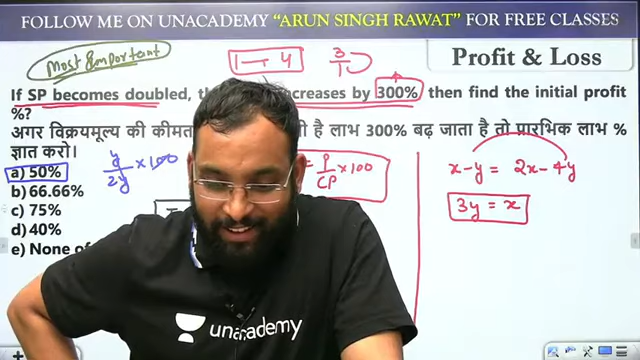 FOLLOW ME ON UNACADEMY “ARUN SINGH RAWAT” FOR FREE CLASSES
Most Important
1→4
3/1
Profit & Loss
If SP becomes doubled, creases by 300% then find the initial profit
%?
अगर विक्रयमूल्य की कीमत है लाभ 300% बढ़ जाता है तो प्रारंभिक लाभ %
ज्ञात करो।
a) 50%
y/2y × 100
= P/CP × 100
x - y = 2x - 4y
b) 66.66%
c) 75%
3y = x
d) 40%
e) None of
unacademy